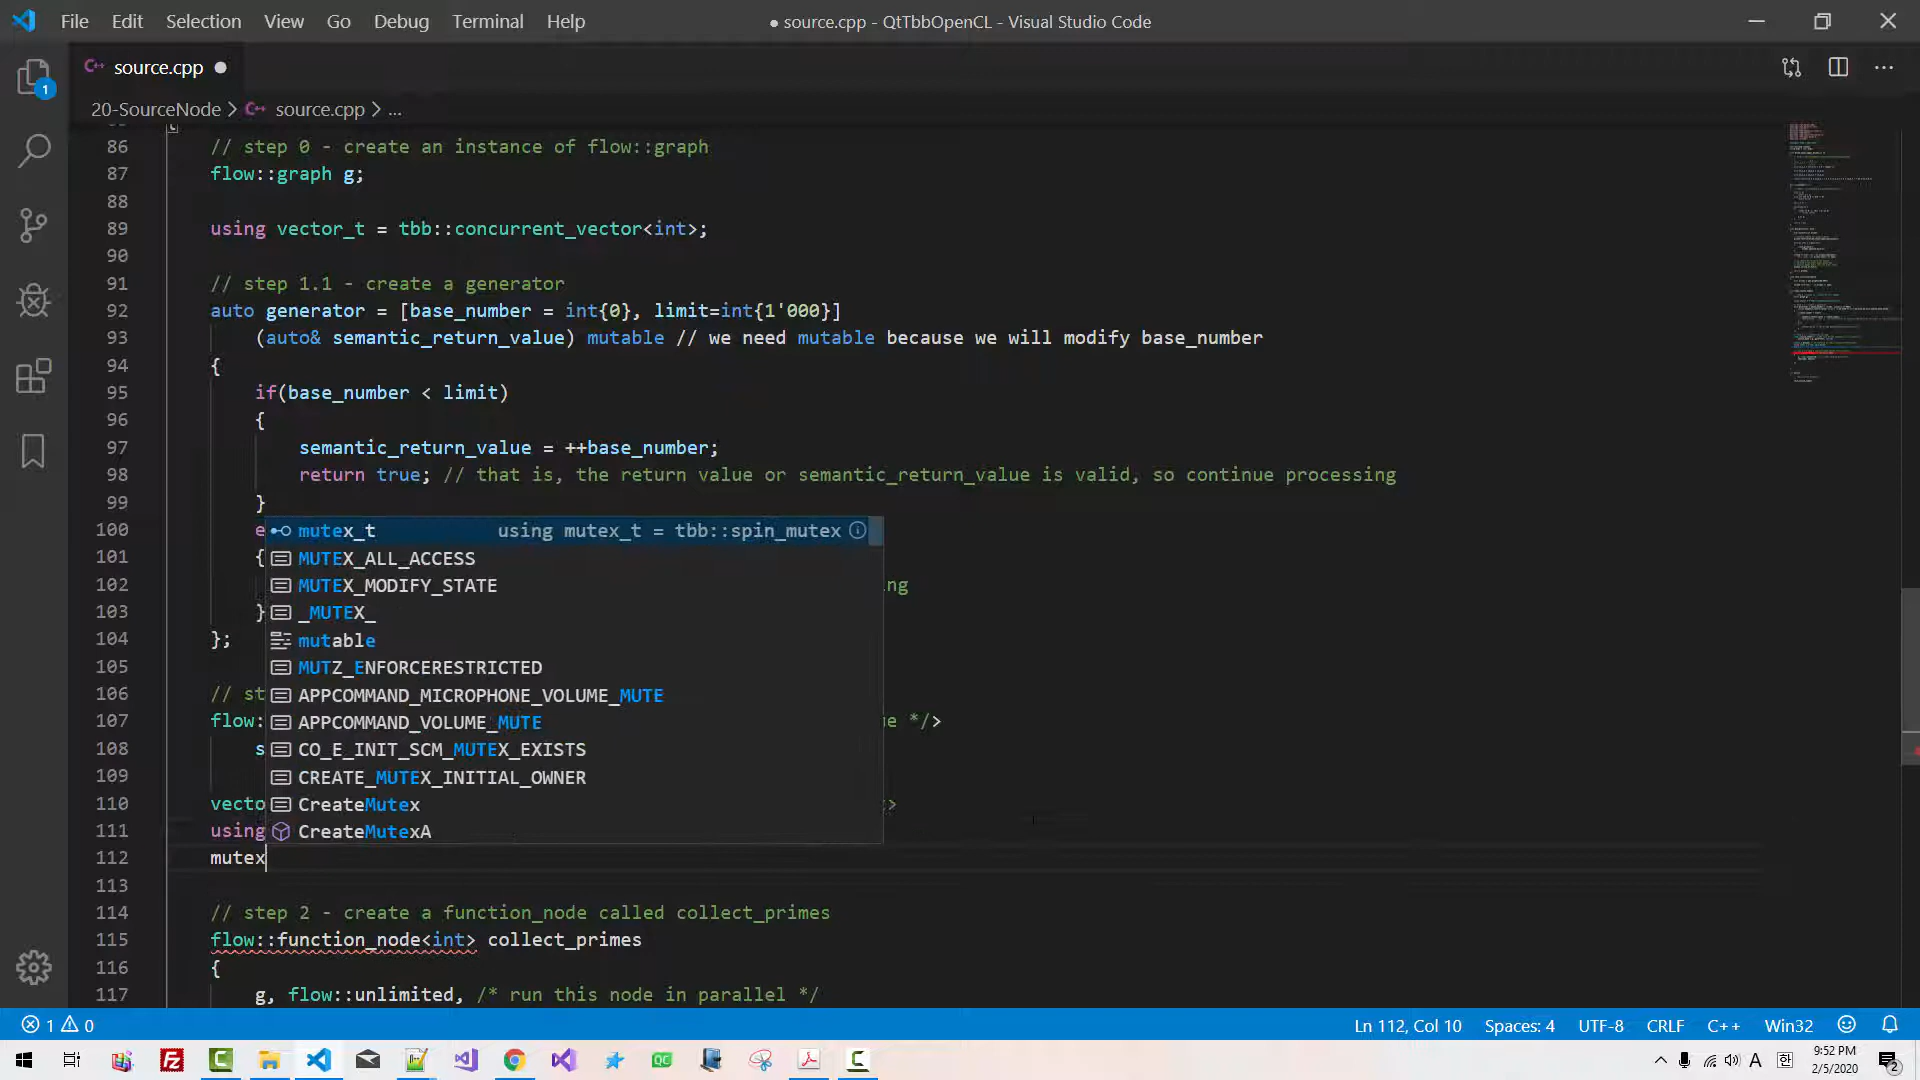 File Edit Selection View Go Debug Terminal Help
● source.cpp - QtTbbOpenCL - Visual Studio Code
source.cpp ●
20-SourceNode > source.cpp > ...
1
86 // step 0 - create an instance of flow::graph
87 flow::graph g;
88
89 using vector_t = tbb::concurrent_vector<int>;
90
91 // step 1.1 - create a generator
92 auto generator = [base_number = int{0}, limit=int{1'000}]
93 (auto& semantic_return_value) mutable // we need mutable because we will modify base_number
94 {
95 if(base_number < limit)
96 {
97 semantic_return_value = ++base_number;
98 return true; // that is, the return value or semantic_return_value is valid, so continue processing
99 }
100 e
mutex_t using mutex_t = tbb::spin_mutex
101 {
MUTEX_ALL_ACCESS
102 ng
MUTEX_MODIFY_STATE
103 }
_MUTEX_
104 };
mutable
105
MUTZ_ENFORCERESTRICTED
106 // st
APPCOMMAND_MICROPHONE_VOLUME_MUTE
107 flow: e */>
APPCOMMAND_VOLUME_MUTE
108 s
CO_E_INIT_SCM_MUTEX_EXISTS
109
CREATE_MUTEX_INITIAL_OWNER
110 vecto >
CreateMutex
111 using
CreateMutexA
112 mutex
113
114 // step 2 - create a function_node called collect_primes
115 flow::function_node<int> collect_primes
116 {
117 g, flow::unlimited, /* run this node in parallel */
1 0 Ln 112, Col 10 Spaces: 4 UTF-8 CRLF C++ Win32
A 한 9:52 PM
2/5/2020 2